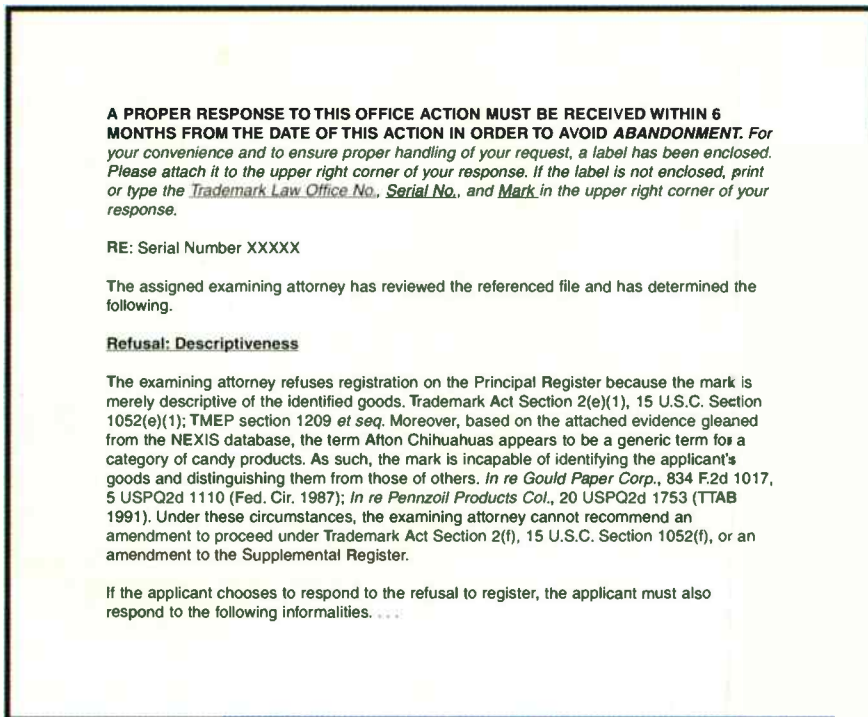 A PROPER RESPONSE TO THIS OFFICE ACTION MUST BE RECEIVED WITHIN 6
MONTHS FROM THE DATE OF THIS ACTION IN ORDER TO AVOID ABANDONMENT. For
your convenience and to ensure proper handling of your request, a label has been enclosed.
Please attach it to the upper right corner of your response. If the label is not enclosed, print
or type the Trademark Law Office No., Serial No., and Mark in the upper right corner of your
response.
RE: Serial Number XXXXX
The assigned examining attorney has reviewed the referenced file and has determined the
following.
Refusal: Descriptiveness
The examining attorney refuses registration on the Principal Register because the mark is
merely descriptive of the identified goods. Trademark Act Section 2(e)(1), 15 U.S.C. Section
1052(e)(1); TMEP section 1209 et seq. Moreover, based on the attached evidence gleaned
from the NEXIS database, the term Afton Chihuahuas appears to be a generic term for a
category of candy products. As such, the mark is incapable of identifying the applicant's
goods and distinguishing them from those of others. In re Gould Paper Corp., 834 F.2d 1017,
5 USPQ2d 1110 (Fed. Cir. 1987); In re Pennzoil Products Col., 20 USPQ2d 1753 (TTAB
1991). Under these circumstances, the examining attorney cannot recommend an
amendment to proceed under Trademark Act Section 2(f), 15 U.S.C. Section 1052(f), or an
amendment to the Supplemental Register.
If the applicant chooses to respond to the refusal to register, the applicant must also
respond to the following informalities. . . .